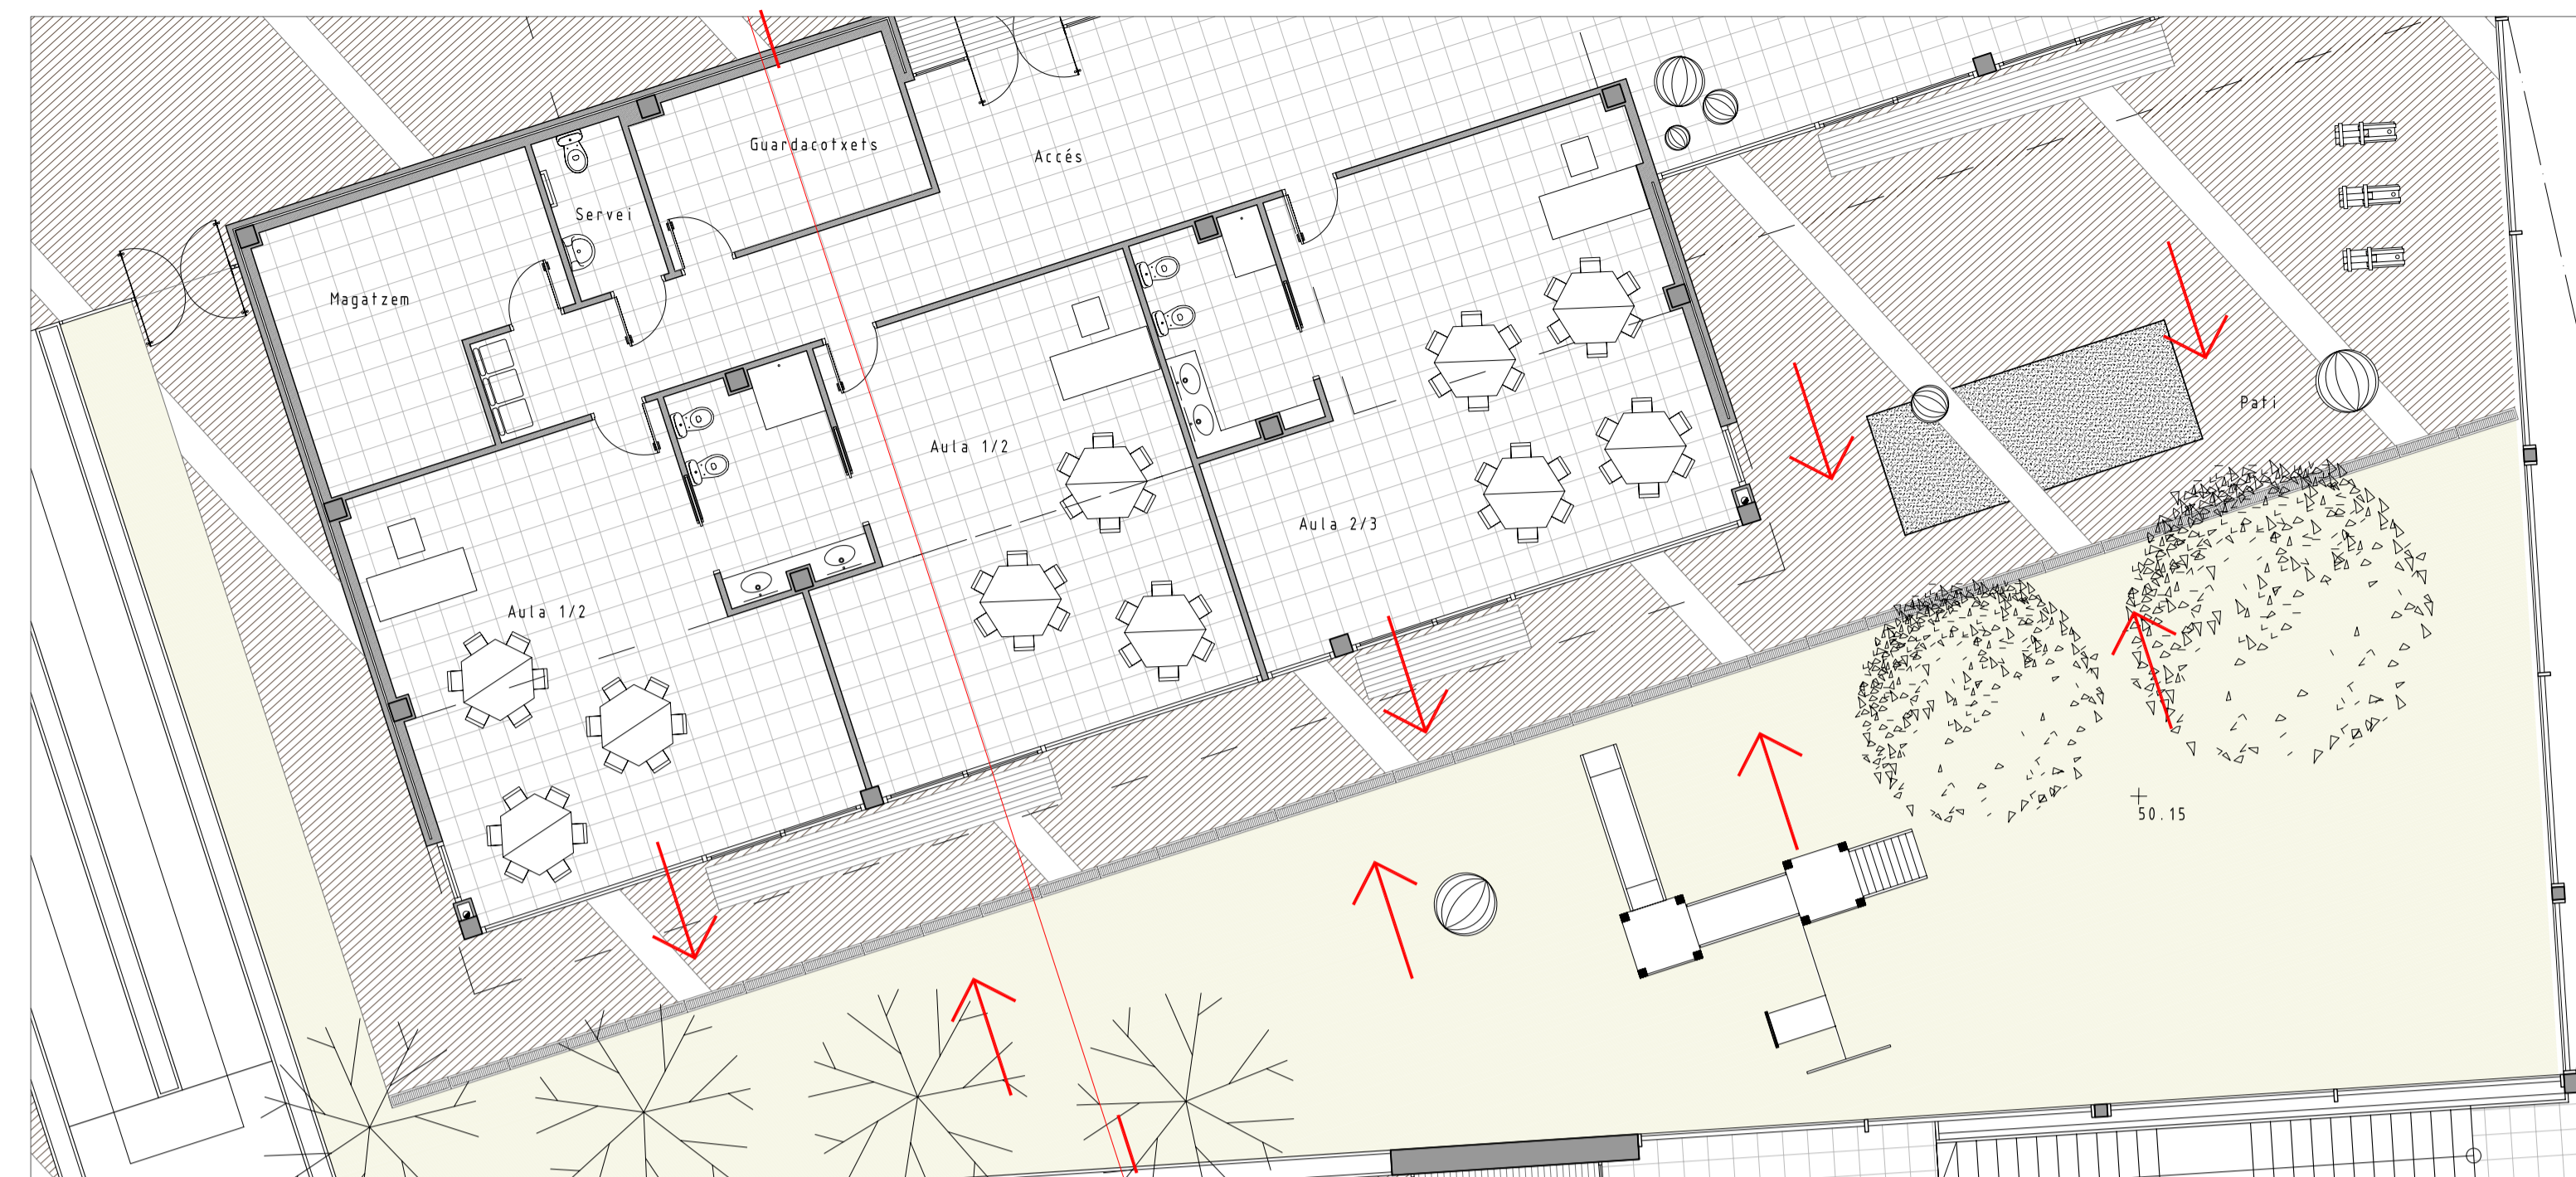 Guardacotxets
Accés
Servei
Magatzem
Pati
Aula 1/2
Aula 2/3
Aula 1/2
50.15